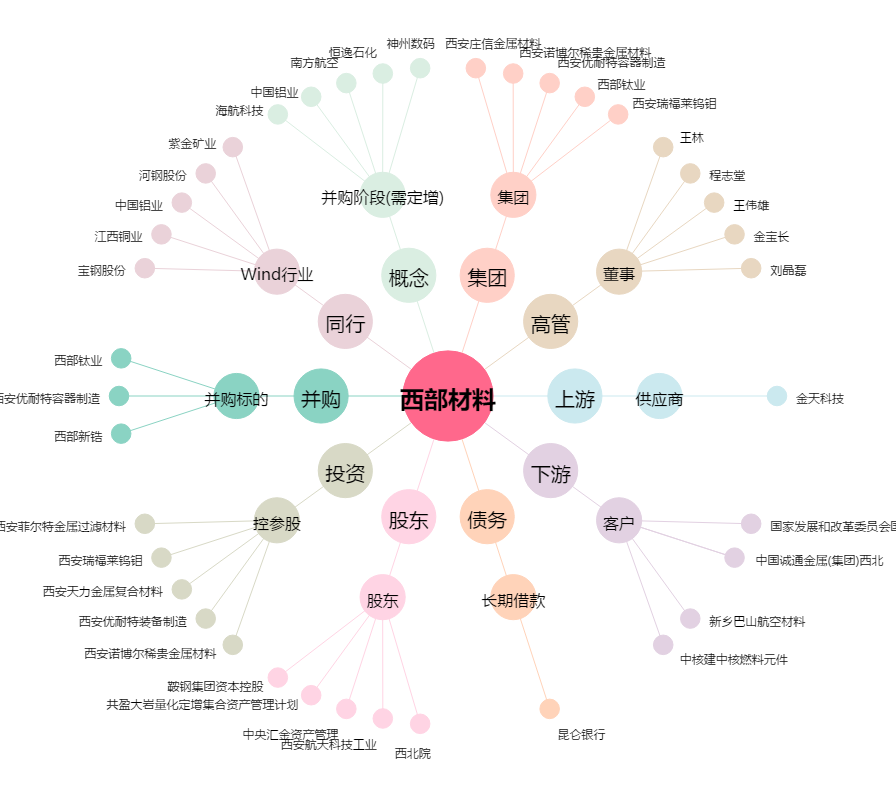 神州数码
恒逸石化
南方航空
中国铝业
海航科技
西安庄信金属材料
西安诺博尔稀贵金属材料
西安优耐特容器制造
西部钛业
西安瑞福莱钨钼
紫金矿业
河钢股份
中国铝业
江西铜业
宝钢股份
并购阶段(需定增)
集团
王林
程志堂
王伟雄
金宝长
刘咼磊
Wind行业
概念
集团
董事
同行
高管
西部钛业
西安优耐特容器制造
西部新锆
并购标的
并购
西部材料
上游
供应商
金天科技
投资
下游
控参股
股东
债务
客户
西安菲尔特金属过滤材料
西安瑞福莱钨钼
西安天力金属复合材料
西安优耐特装备制造
西安诺博尔稀贵金属材料
国家发展和改革委员会国
中国诚通金属(集团)西北
新乡巴山航空材料
中核建中核燃料元件
股东
长期借款
鞍钢集团资本控股
共盈大岩量化定增集合资产管理计划
中央汇金资产管理
西安航天科技工业
西北院
昆仑银行